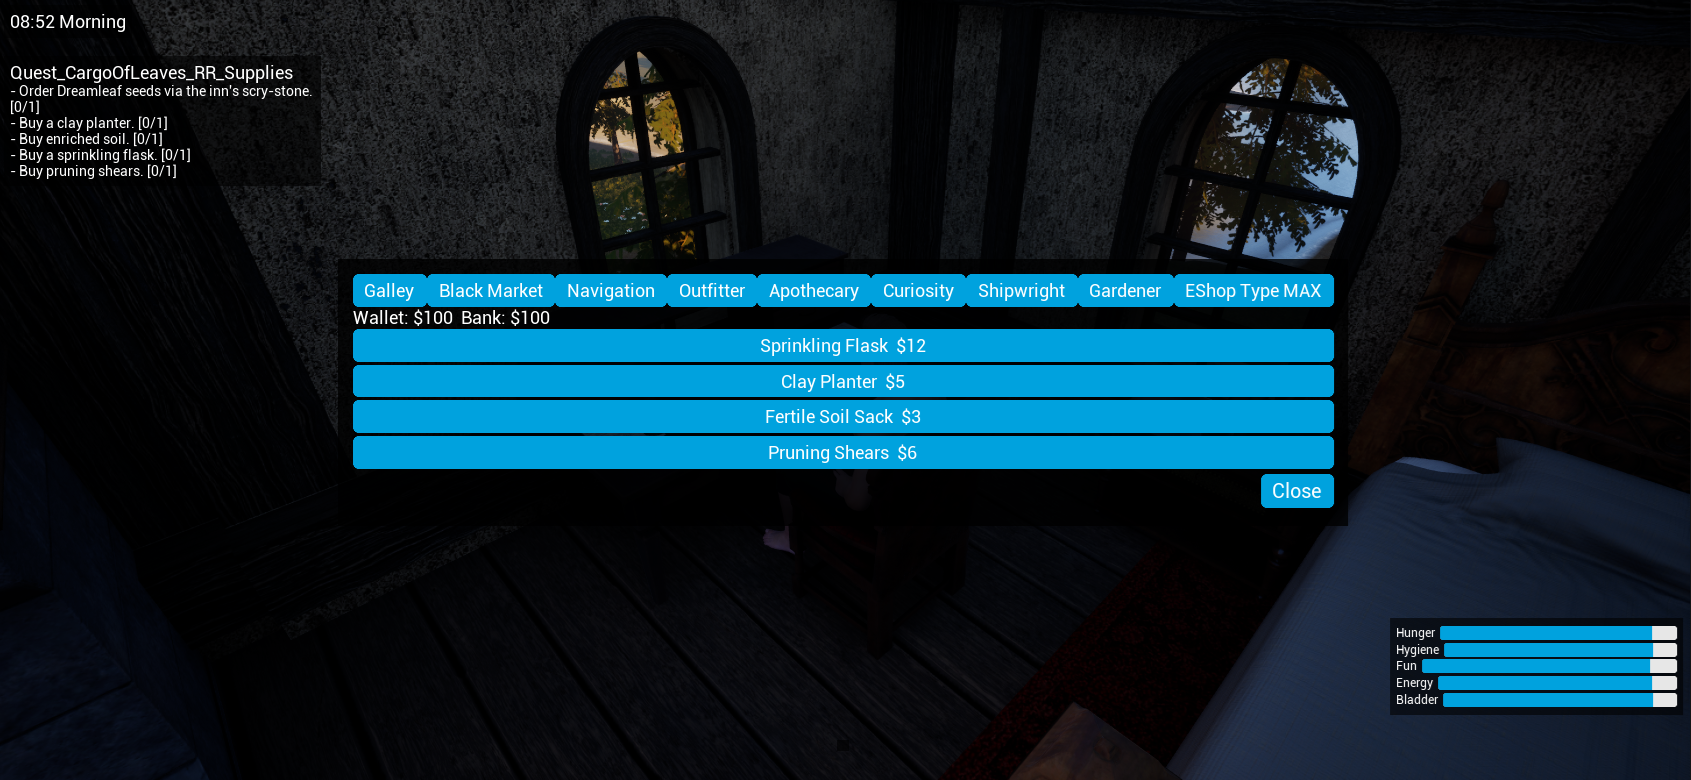 08:52 Morning
Quest_CargoOfLeaves_RR_Supplies
- Order Dreamleaf seeds via the inn's scry-stone.
[0/1]
- Buy a clay planter. [0/1]
- Buy enriched soil. [0/1]
- Buy a sprinkling flask. [0/1]
- Buy pruning shears. [0/1]
Galley Black Market Navigation Outfitter Apothecary Curiosity Shipwright Gardener EShop Type MAX
Wallet: $100 Bank: $100
Sprinkling Flask $12
Clay Planter $5
Fertile Soil Sack $3
Pruning Shears $6
Close
Hunger
Hygiene
Fun
Energy
Bladder